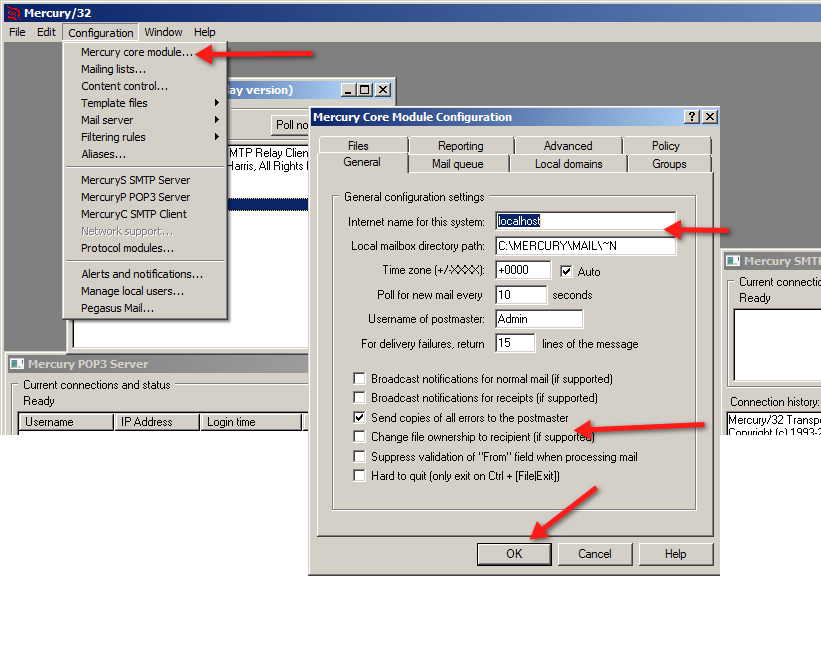 Mercury/32
File Edit Configuration Window Help
Mercury core module...
Mailing lists...
Content control...
Template files
Mail server
Filtering rules
Aliases...
MercuryS SMTP Server
MercuryP POP3 Server
MercuryC SMTP Client
Network support...
Protocol modules...
Alerts and notifications...
Manage local users...
Pegasus Mail...
lay version)
Poll no
MTP Relay Clien
Harris, All Rights
Mercury Core Module Configuration
Files Reporting Advanced Policy
General Mail queue Local domains Groups
General configuration settings
Internet name for this system: localhost
Local mailbox directory path: C:\MERCURY\MAIL\~N
Time zone (+/-XXXX): +0000 Auto
Poll for new mail every 10 seconds
Username of postmaster: Admin
For delivery failures, return 15 lines of the message
Broadcast notifications for normal mail (if supported)
Broadcast notifications for receipts (if supported)
Send copies of all errors to the postmaster
Change file ownership to recipient (if supported)
Suppress validation of "From" field when processing mail
Hard to quit (only exit on Ctrl + [File|Exit])
OK Cancel Help
Mercury POP3 Server
Current connections and status
Ready
Username IP Address Login time
Mercury SMTP
Current connectio
Ready
Connection history:
Mercury/32 Transpo
Copyright (c) 1993-2